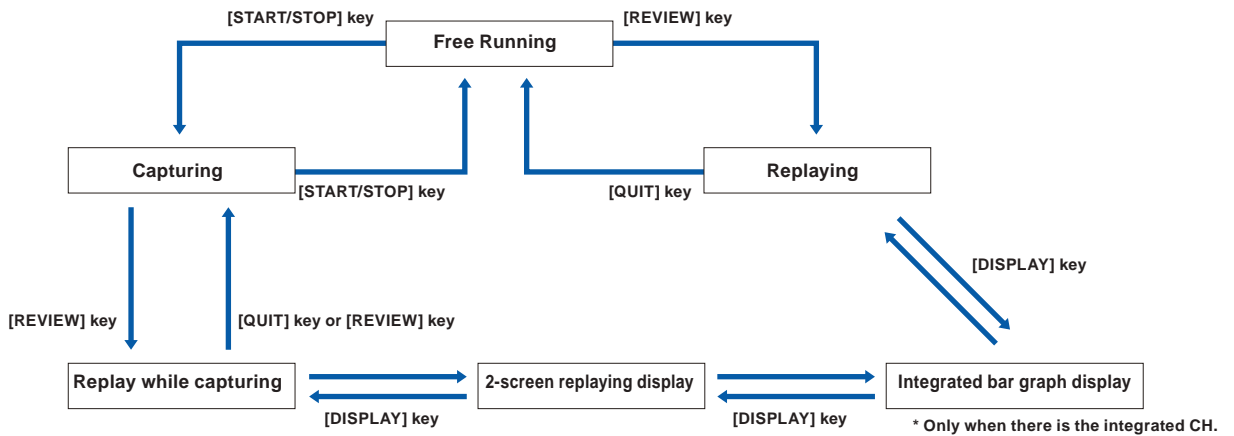 [START/STOP] key
[REVIEW] key
Free Running
Capturing
Replaying
[START/STOP] key
[QUIT] key
[DISPLAY] key
[REVIEW] key
[QUIT] key or [REVIEW] key
Replay while capturing
2-screen replaying display
Integrated bar graph display
[DISPLAY] key
[DISPLAY] key
* Only when there is the integrated CH.